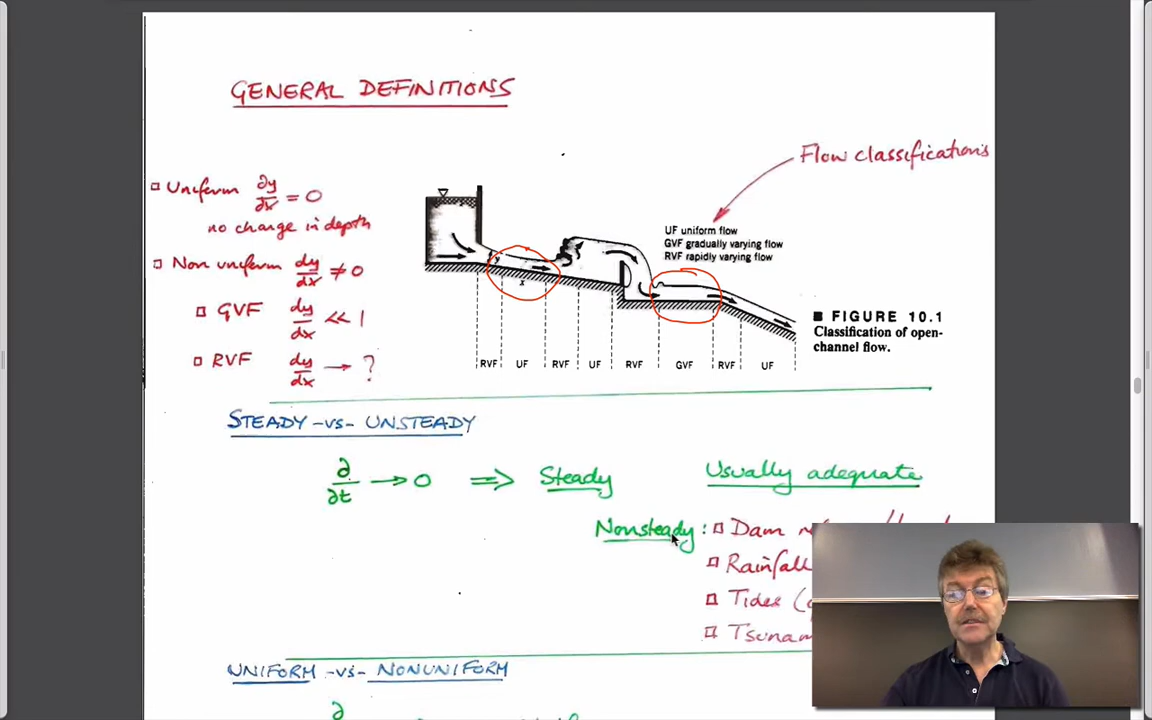 GENERAL DEFINITIONS
Flow classifications
□ Uniform ∂y/∂x = 0
no change in depth
□ Non uniform dy/dx ≠ 0
□ GVF dy/dx << 1
□ RVF dy/dx → ?
UF uniform flow
GVF gradually varying flow
RVF rapidly varying flow
y
x
■ FIGURE 10.1
Classification of open-
channel flow.
RVF UF RVF UF RVF GVF RVF UF
STEADY -vs- UNSTEADY
∂/∂t → 0 ⇒ Steady
Usually adequate
Nonsteady: □ Dam
□ Rainfall
□ Tides
□ Tsunam
UNIFORM -vs- NONUNIFORM
∂